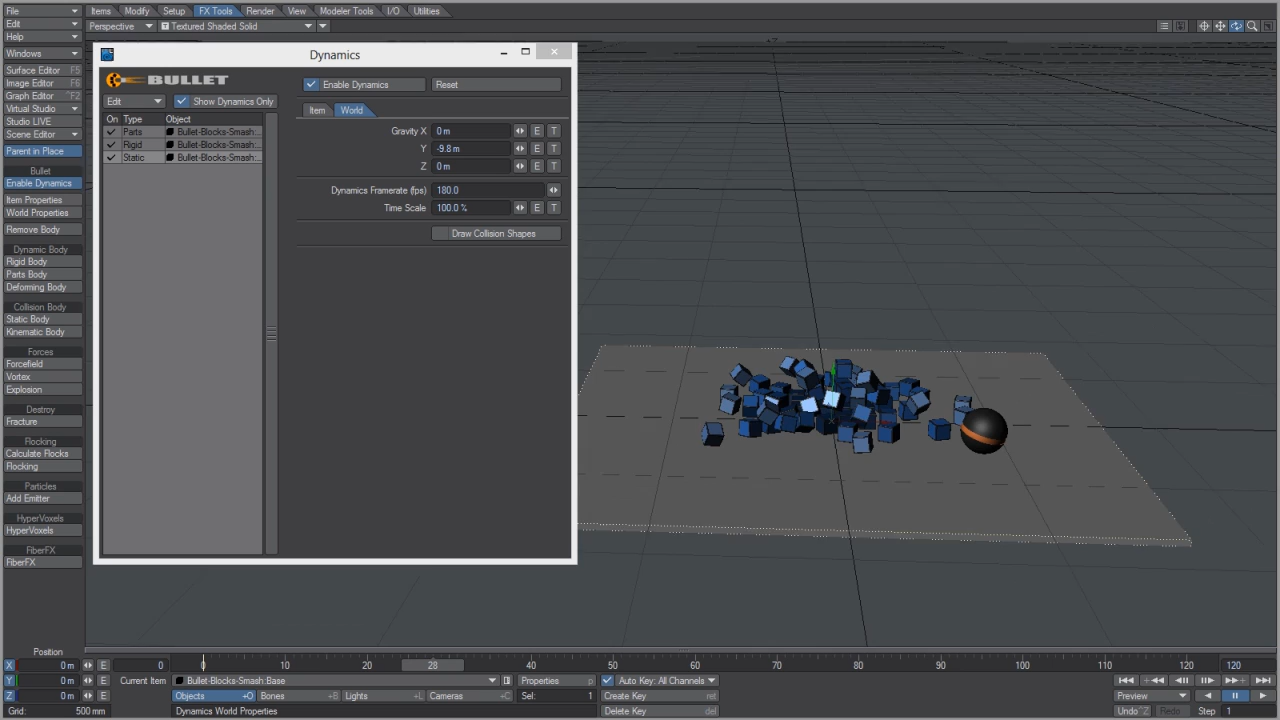 File
Edit
Help
Windows
Surface Editor F5
Image Editor F6
Graph Editor ^F2
Virtual Studio
Studio LIVE
Scene Editor
Parent in Place
Bullet
Enable Dynamics
Item Properties
World Properties
Remove Body
Dynamic Body
Rigid Body
Parts Body
Deforming Body
Collision Body
Static Body
Kinematic Body
Forces
Forcefield
Vortex
Explosion
Destroy
Fracture
Flocking
Calculate Flocks
Flocking
Particles
Add Emitter
HyperVoxels
HyperVoxels
FiberFX
FiberFX
Items Modify Setup FX Tools Render View Modeler Tools I/O Utilities
Perspective T Textured Shaded Solid
Dynamics
BULLET
Edit Show Dynamics Only
On Type Object
Parts Bullet-Blocks-Smash:...
Rigid Bullet-Blocks-Smash:...
Static Bullet-Blocks-Smash:...
Enable Dynamics Reset
Item World
Gravity X 0 m E T
Y -9.8 m E T
Z 0 m E T
Dynamics Framerate (fps) 180.0
Time Scale 100.0 % E T
Draw Collision Shapes
Position
X 0 m E
Y 0 m E
Z 0 m E
Grid: 500 mm
0 0 10 20 28 40 50 60 70 80 90 100 110 120 120
Current Item Bullet-Blocks-Smash:Base
Objects +O Bones +B Lights +L Cameras +C
Dynamics World Properties
Properties p
Sel: 1
Auto Key: All Channels
Create Key ret
Delete Key del
Preview
Undo^Z Redo Step 1